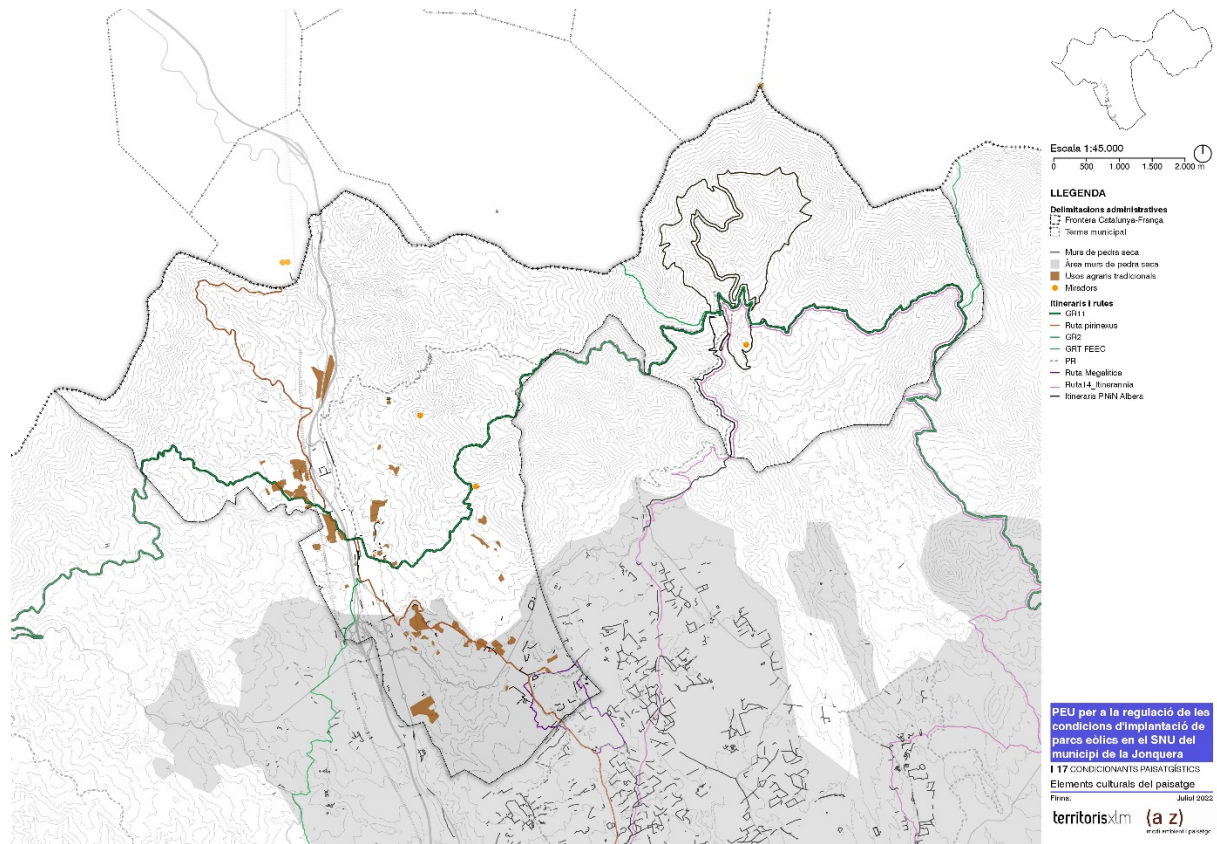 Escala 1:45.000
0 500 1.000 1.500 2.000 m
LLEGENDA
Delimitacions administratives
Frontera Catalunya-França
Terme municipal
Murs de pedra seca
Àrea murs de pedra seca
Usos agraris tradicionals
Miradors
Itineraris i rutes
GR11
Ruta pirinexus
GR2
GRT FEEC
PR
Ruta Megalítica
Ruta14_Itinerannia
Itineraris PNiN Albera
PEU per a la regulació de les
condicions d'implantació de
parcs eòlics en el SNU del
municipi de la Jonquera
I 17 CONDICIONANTS PAISATGÍSTICS
Elements culturals del paisatge
Firma: Juliol 2022
territorisxlm (a z)
medi ambient i paisatge